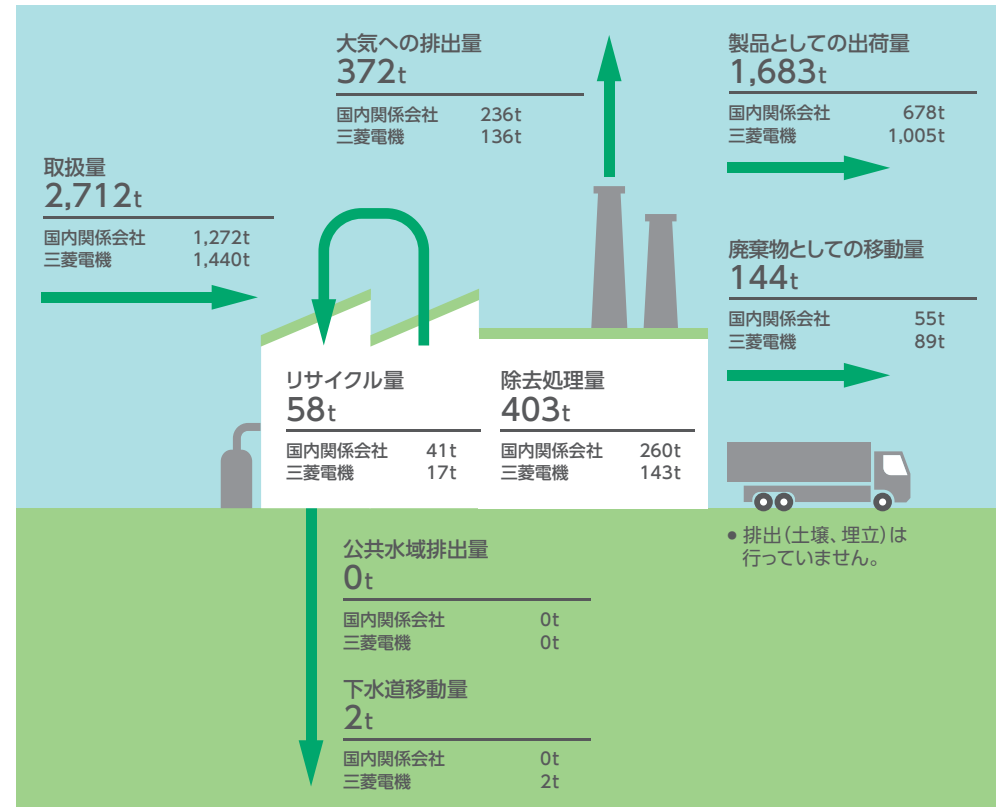 大気への排出量
372t
国内関係会社 236t
三菱電機 136t
製品としての出荷量
1,683t
国内関係会社 678t
三菱電機 1,005t
取扱量
2,712t
国内関係会社 1,272t
三菱電機 1,440t
廃棄物としての移動量
144t
国内関係会社 55t
三菱電機 89t
リサイクル量
58t
国内関係会社 41t
三菱電機 17t
除去処理量
403t
国内関係会社 260t
三菱電機 143t
● 排出(土壌、埋立)は
行っていません。
公共水域排出量
0t
国内関係会社 0t
三菱電機 0t
下水道移動量
2t
国内関係会社 0t
三菱電機 2t